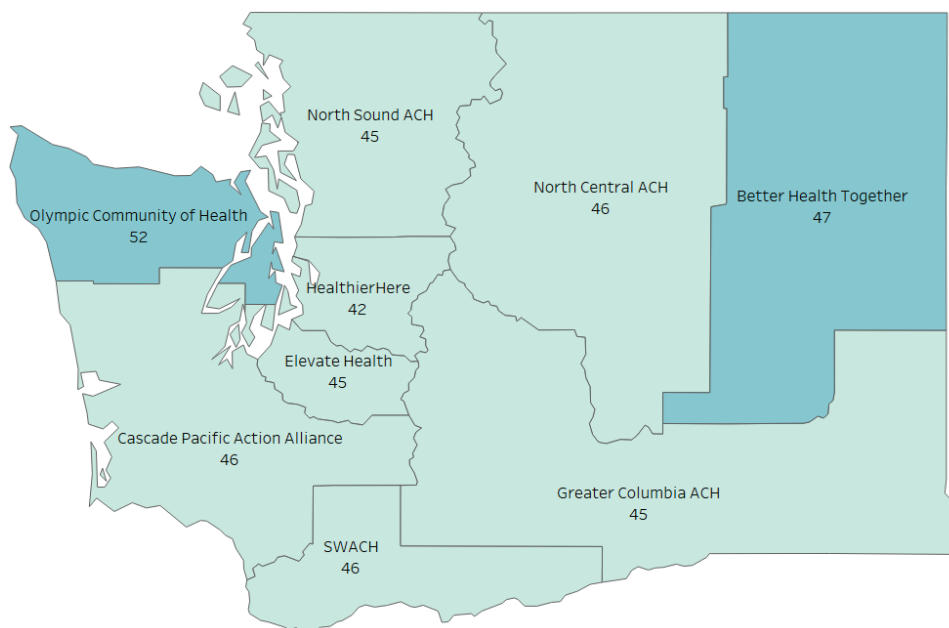 North Sound ACH
45
North Central ACH
46
Better Health Together
47
Olympic Community of Health
52
HealthierHere
42
Elevate Health
45
Cascade Pacific Action Alliance
46
Greater Columbia ACH
45
SWACH
46